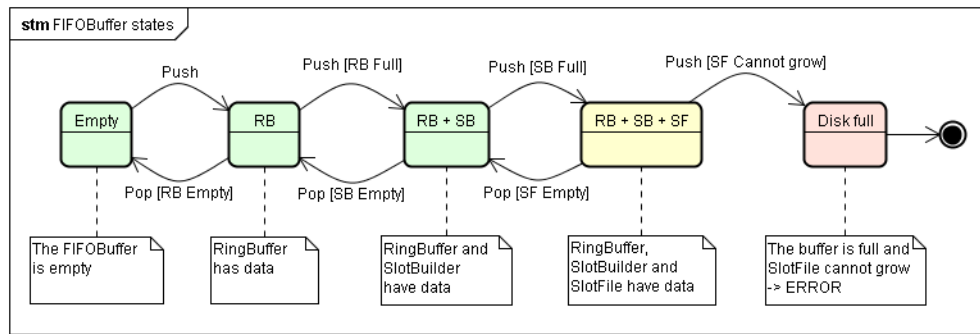 stm FIFOBuffer states
Push
Push [RB Full]
Push [SB Full]
Push [SF Cannot grow]
Empty
RB
RB + SB
RB + SB + SF
Disk full
Pop [RB Empty]
Pop [SB Empty]
Pop [SF Empty]
The FIFOBuffer
is empty
RingBuffer
has data
RingBuffer and
SlotBuilder
have data
RingBuffer,
SlotBuilder and
SlotFile have data
The buffer is full and
SlotFile cannot grow
-> ERROR